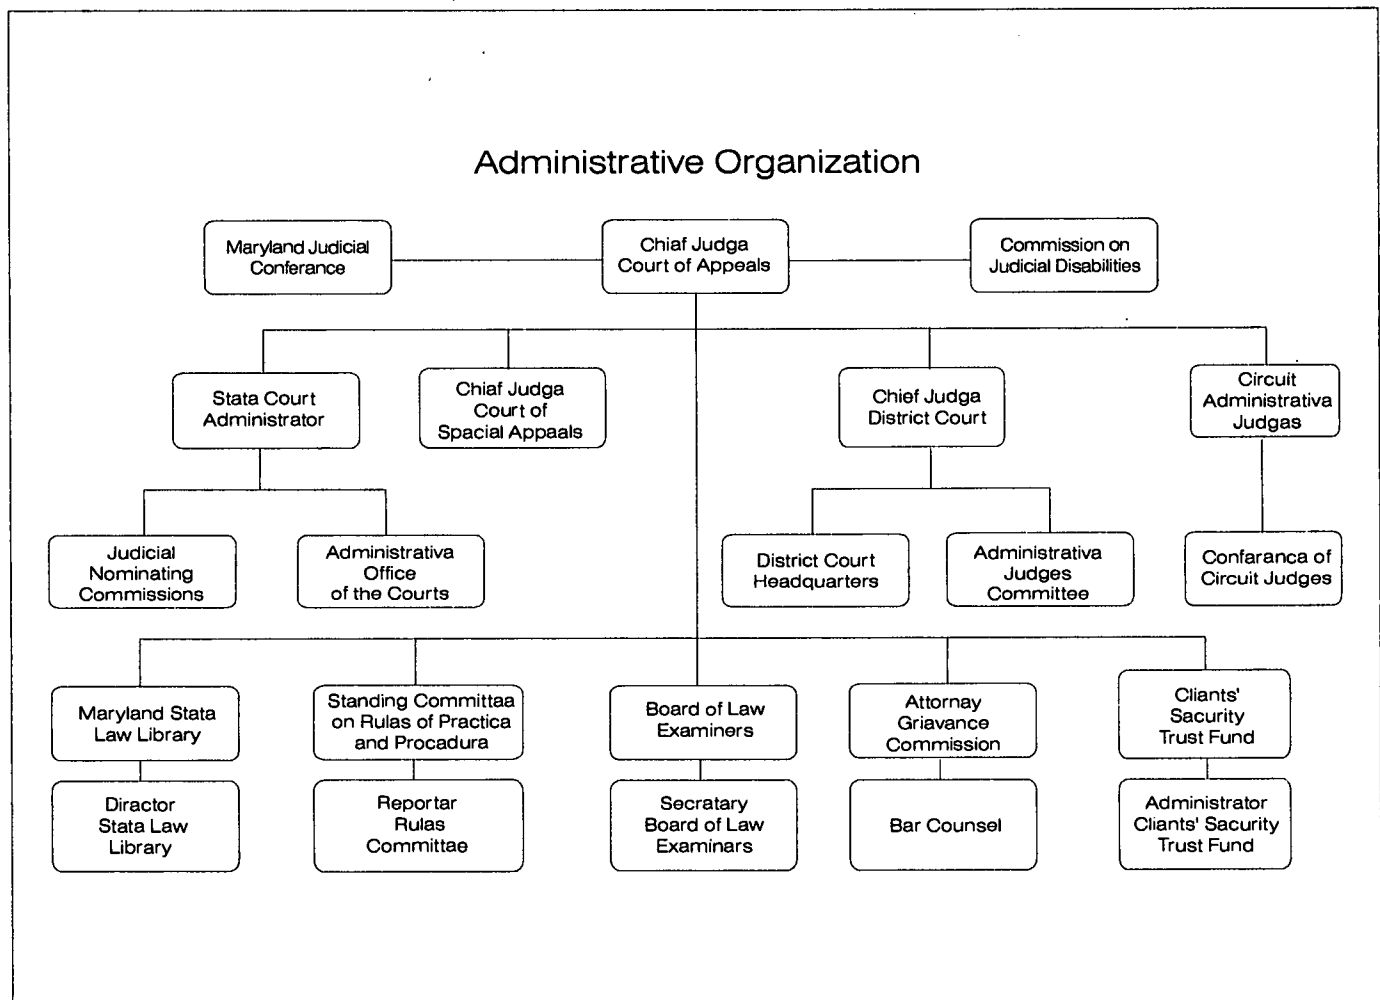 Administrative Organization
Maryland Judicial
Conferance
Chiaf Judga
Court of Appeals
Commission on
Judicial Disabilities
Stata Court
Administrator
Chiaf Judga
Court of
Spacial Appaals
Chief Judga
District Court
Circuit
Administrativa
Judgas
Judicial
Nominating
Commissions
Administrativa
Office
of the Courts
District Court
Headquarters
Administrativa
Judges
Committee
Confaranca of
Circuit Judges
Maryland Stata
Law Library
Standing Committaa
on Rulas of Practica
and Procadura
Board of Law
Examiners
Attornay
Griavance
Commission
Cliants'
Sacurity
Trust Fund
Diractor
Stata Law
Library
Reportar
Rulas
Committae
Secratary
Board of Law
Examinars
Bar Counsel
Administrator
Cliants' Sacurity
Trust Fund